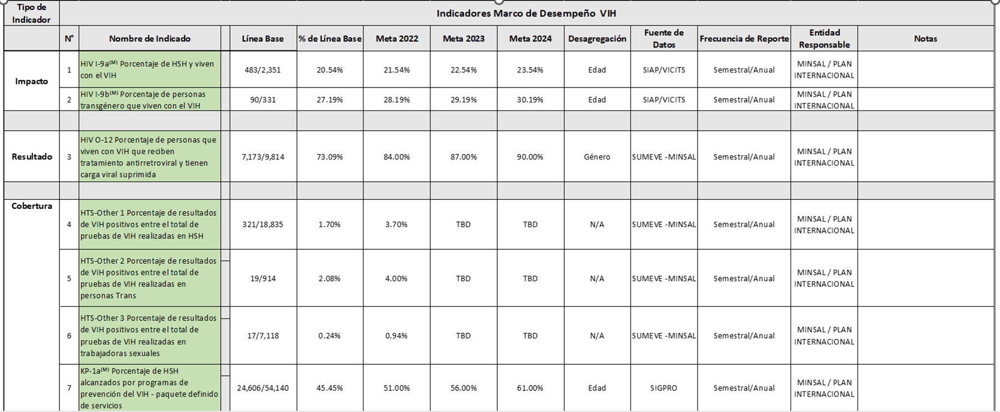 Tipo de
Indicador
Indicadores Marco de Desempeño VIH
N° Nombre de Indicado Línea Base % de Línea Base Meta 2022 Meta 2023 Meta 2024 Desagregación Fuente de Datos Frecuencia de Reporte Entidad Responsable Notas
Impacto
1
HIV I-9a(M) Porcentaje de HSH y viven
con el VIH
483/2,351 20.54% 21.54% 22.54% 23.54% Edad SIAP/VICITS Semestral/Anual
MINSAL / PLAN
INTERNACIONAL
2
HIV I-9b(M) Porcentaje de personas
transgénero que viven con el VIH
90/331 27.19% 28.19% 29.19% 30.19% Edad SIAP/VICITS Semestral/Anual
MINSAL / PLAN
INTERNACIONAL
Resultado
3
HIV O-12 Porcentaje de personas que
viven con VIH que reciben
tratamiento antirretroviral y tienen
carga viral suprimida
7,173/9,814 73.09% 84.00% 87.00% 90.00% Género SUMEVE -MINSAL Semestral/Anual
MINSAL / PLAN
INTERNACIONAL
Cobertura
4
HTS-Other 1 Porcentaje de resultados
de VIH positivos entre el total de
pruebas de VIH realizadas en HSH
321/18,835 1.70% 3.70% TBD TBD N/A SUMEVE -MINSAL Semestral/Anual
MINSAL / PLAN
INTERNACIONAL
5
HTS-Other 2 Porcentaje de resultados
de VIH positivos entre el total de
pruebas de VIH realizadas en
personas Trans
19/914 2.08% 4.00% TBD TBD N/A SUMEVE -MINSAL Semestral/Anual
MINSAL / PLAN
INTERNACIONAL
6
HTS-Other 3 Porcentaje de resultados
de VIH positivos entre el total de
pruebas de VIH realizadas en
trabajadoras sexuales
17/7,118 0.24% 0.94% TBD TBD N/A SUMEVE -MINSAL Semestral/Anual
MINSAL / PLAN
INTERNACIONAL
7
KP-1a(M) Porcentaje de HSH
alcanzados por programas de
prevención del VIH - paquete definido
de servicios
24,606/54,140 45.45% 51.00% 56.00% 61.00% Edad SIGPRO Semestral/Anual
MINSAL / PLAN
INTERNACIONAL